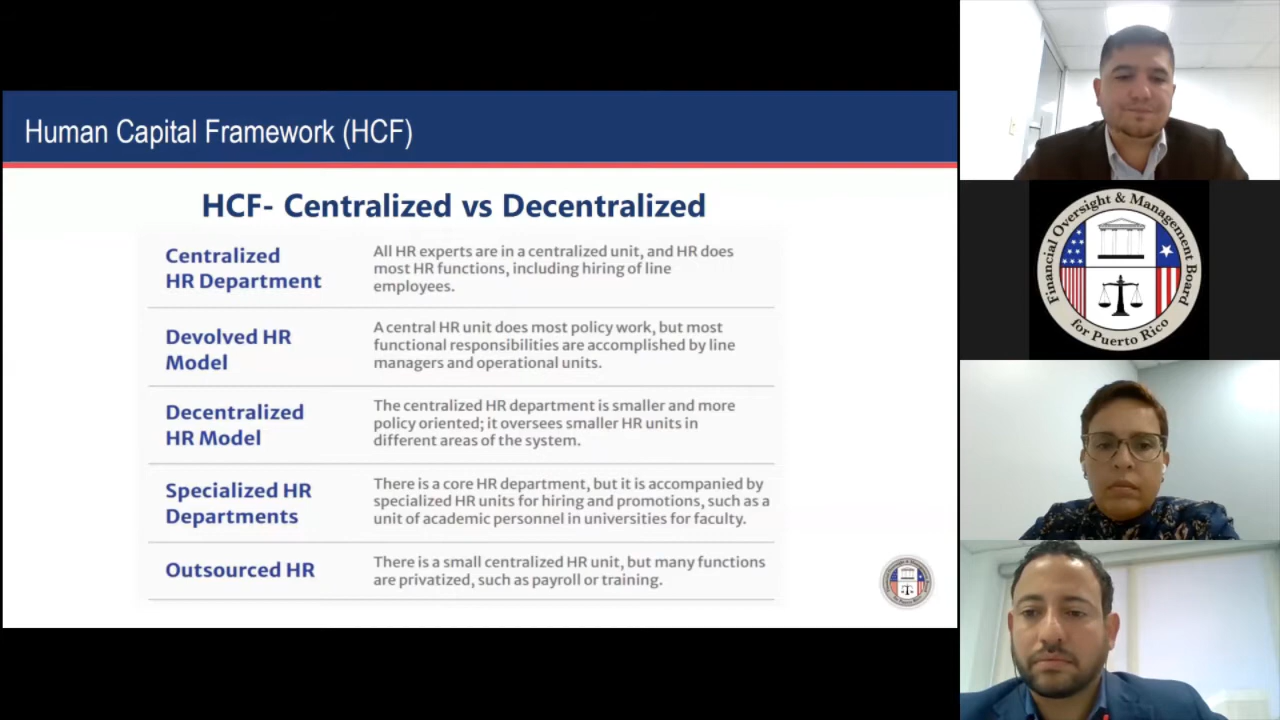 Human Capital Framework (HCF)
HCF- Centralized vs Decentralized
Centralized
HR Department
All HR experts are in a centralized unit, and HR does
most HR functions, including hiring of line
employees.
Devolved HR
Model
A central HR unit does most policy work, but most
functional responsibilities are accomplished by line
managers and operational units.
Decentralized
HR Model
The centralized HR department is smaller and more
policy oriented; it oversees smaller HR units in
different areas of the system.
Specialized HR
Departments
There is a core HR department, but it is accompanied by
specialized HR units for hiring and promotions, such as a
unit of academic personnel in universities for faculty.
Outsourced HR
There is a small centralized HR unit, but many functions
are privatized, such as payroll or training.
Financial Oversight & Management Board
for Puerto Rico